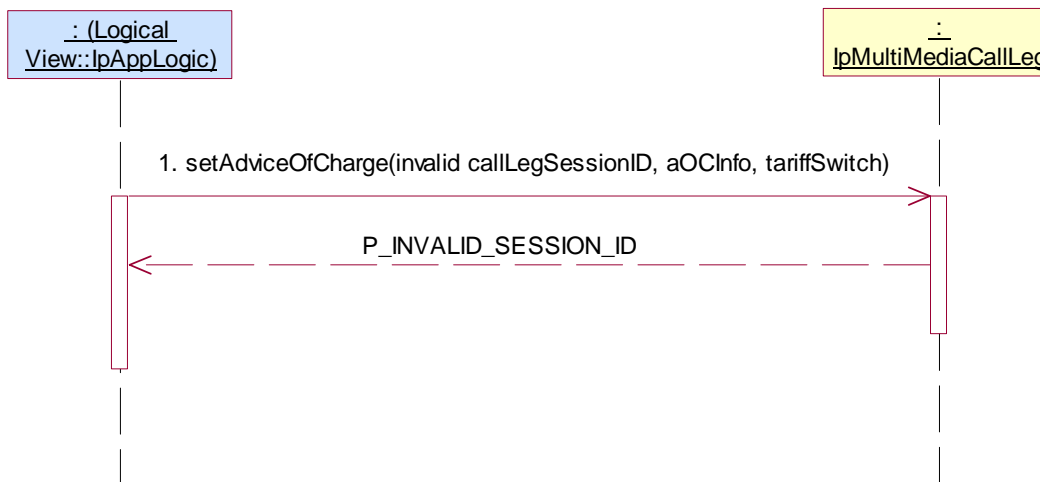 : (Logical
View::IpAppLogic)
:
IpMultiMediaCallLeg
1. setAdviceOfCharge(invalid callLegSessionID, aOCInfo, tariffSwitch)
P_INVALID_SESSION_ID